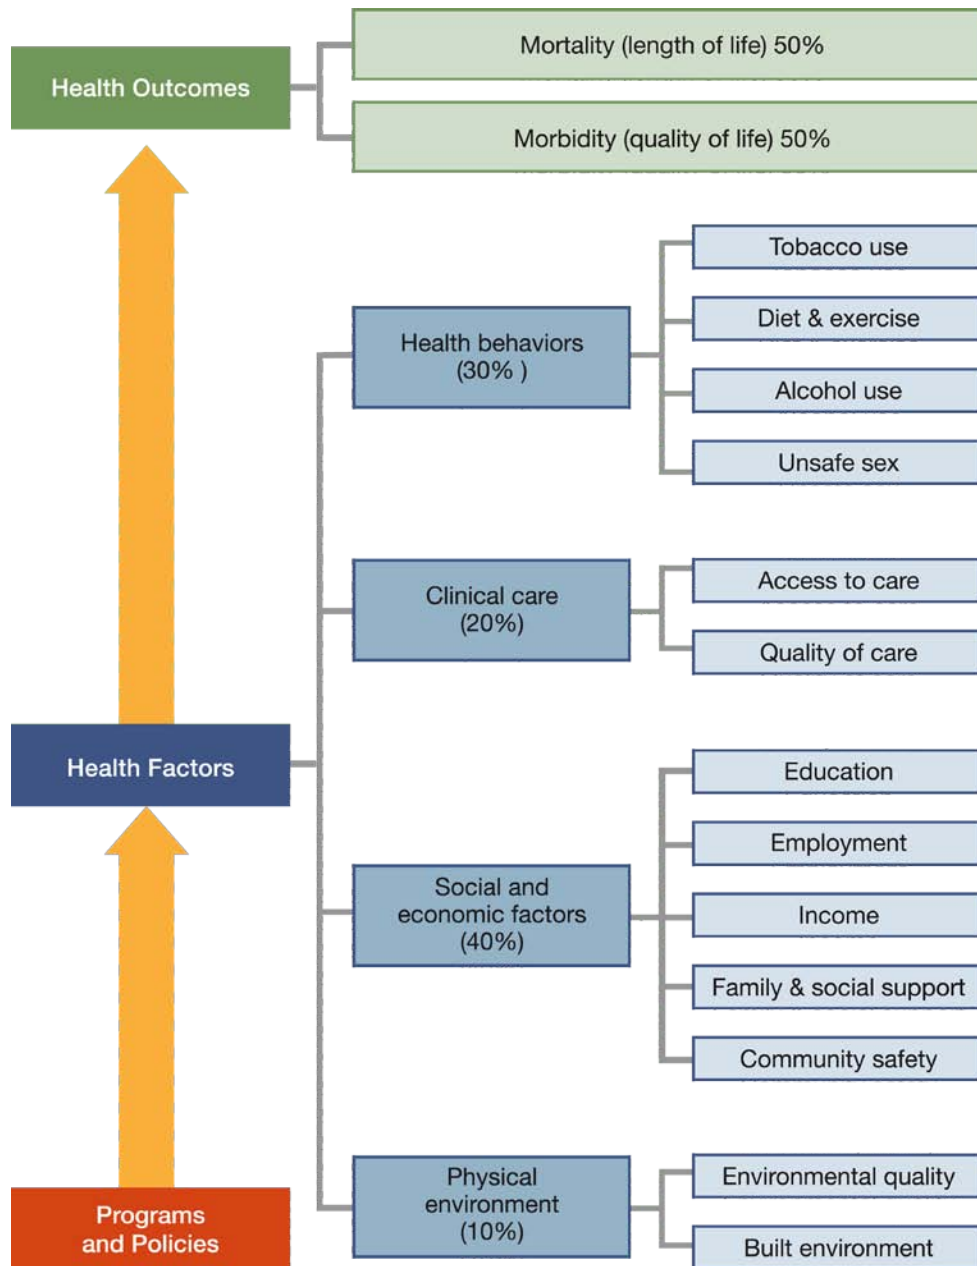 Health Outcomes
Mortality (length of life) 50%
Morbidity (quality of life) 50%
Health Factors
Health behaviors
(30% )
Tobacco use
Diet & exercise
Alcohol use
Unsafe sex
Clinical care
(20%)
Access to care
Quality of care
Social and
economic factors
(40%)
Education
Employment
Income
Family & social support
Community safety
Physical
environment
(10%)
Environmental quality
Built environment
Programs
and Policies